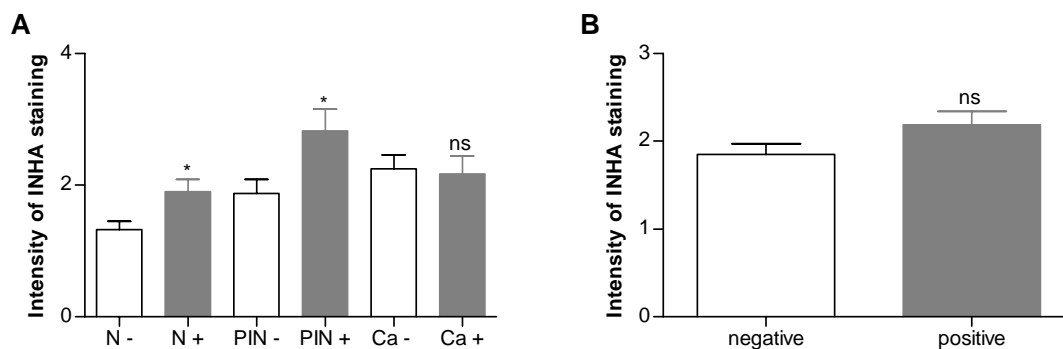 A
Intensity of INHA staining
4
2
0
*
*
ns
N -
N +
PIN -
PIN +
Ca -
Ca +
B
Intensity of INHA staining
3
2
1
0
ns
negative
positive